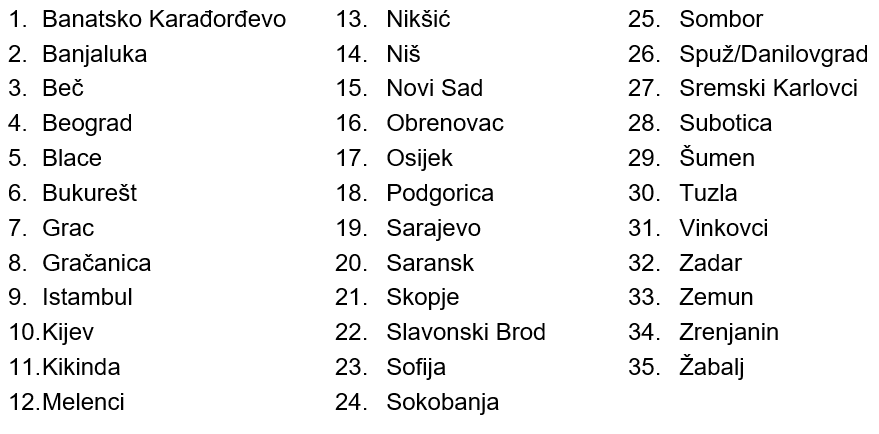 1. Banatsko Karađorđevo
2. Banjaluka
3. Beč
4. Beograd
5. Blace
6. Bukurešt
7. Grac
8. Gračanica
9. Istambul
10.Kijev
11.Kikinda
12.Melenci
13. Nikšić
14. Niš
15. Novi Sad
16. Obrenovac
17. Osijek
18. Podgorica
19. Sarajevo
20. Saransk
21. Skopje
22. Slavonski Brod
23. Sofija
24. Sokobanja
25. Sombor
26. Spuž/Danilovgrad
27. Sremski Karlovci
28. Subotica
29. Šumen
30. Tuzla
31. Vinkovci
32. Zadar
33. Zemun
34. Zrenjanin
35. Žabalj